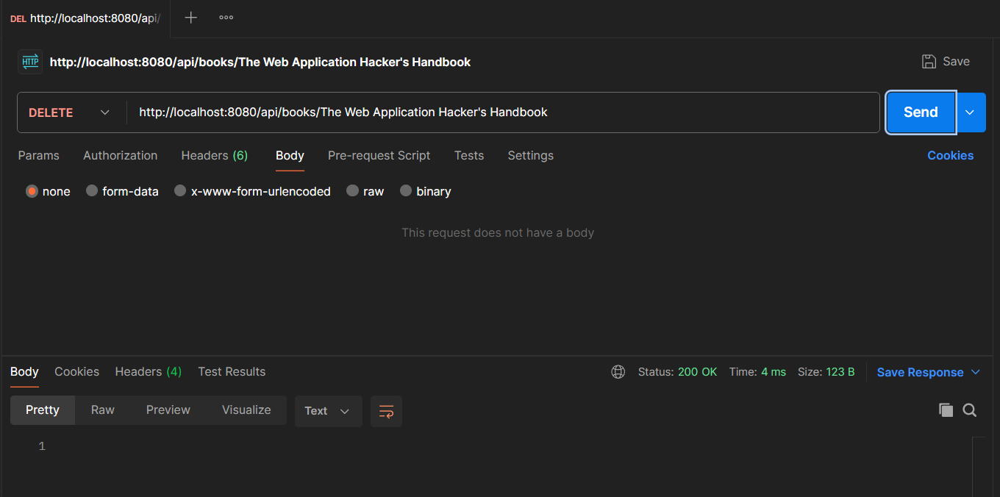 DEL http://localhost:8080/api/
HTTP http://localhost:8080/api/books/The Web Application Hacker's Handbook Save
DELETE http://localhost:8080/api/books/The Web Application Hacker's Handbook Send
Params Authorization Headers (6) Body Pre-request Script Tests Settings Cookies
none form-data x-www-form-urlencoded raw binary
This request does not have a body
Body Cookies Headers (4) Test Results Status: 200 OK Time: 4 ms Size: 123 B Save Response
Pretty Raw Preview Visualize Text
1